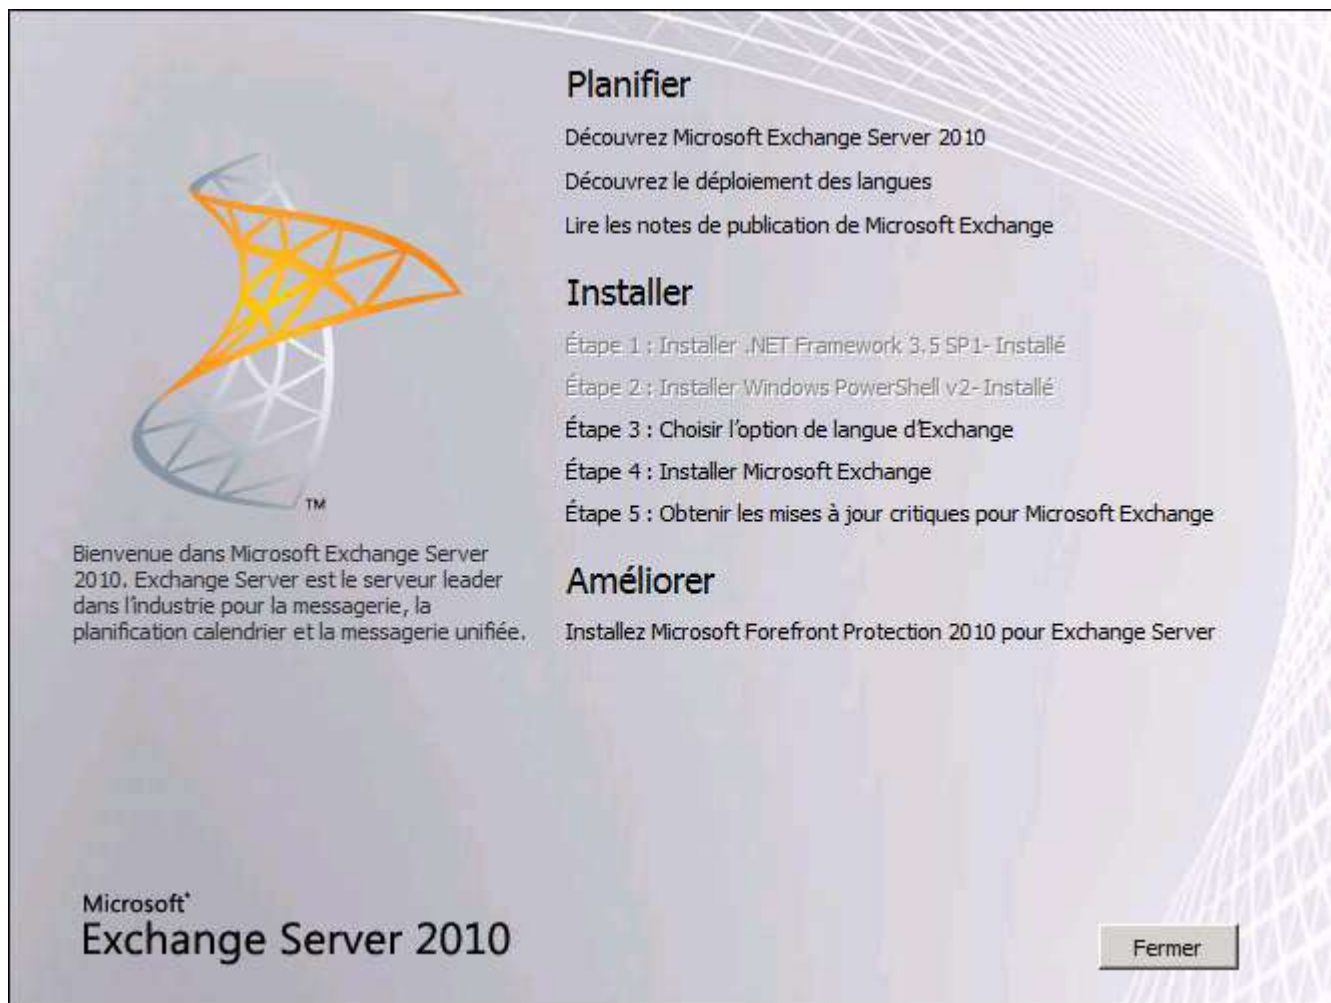 Planifier
Découvrez Microsoft Exchange Server 2010
Découvrez le déploiement des langues
Lire les notes de publication de Microsoft Exchange
Installer
Étape 1 : Installer .NET Framework 3.5 SP1- Installé
Étape 2 : Installer Windows PowerShell v2- Installé
Étape 3 : Choisir l'option de langue d'Exchange
Étape 4 : Installer Microsoft Exchange
Étape 5 : Obtenir les mises à jour critiques pour Microsoft Exchange
Améliorer
Installez Microsoft Forefront Protection 2010 pour Exchange Server
TM
Bienvenue dans Microsoft Exchange Server
2010. Exchange Server est le serveur leader
dans l'industrie pour la messagerie, la
planification calendrier et la messagerie unifiée.
Microsoft
Exchange Server 2010
Fermer